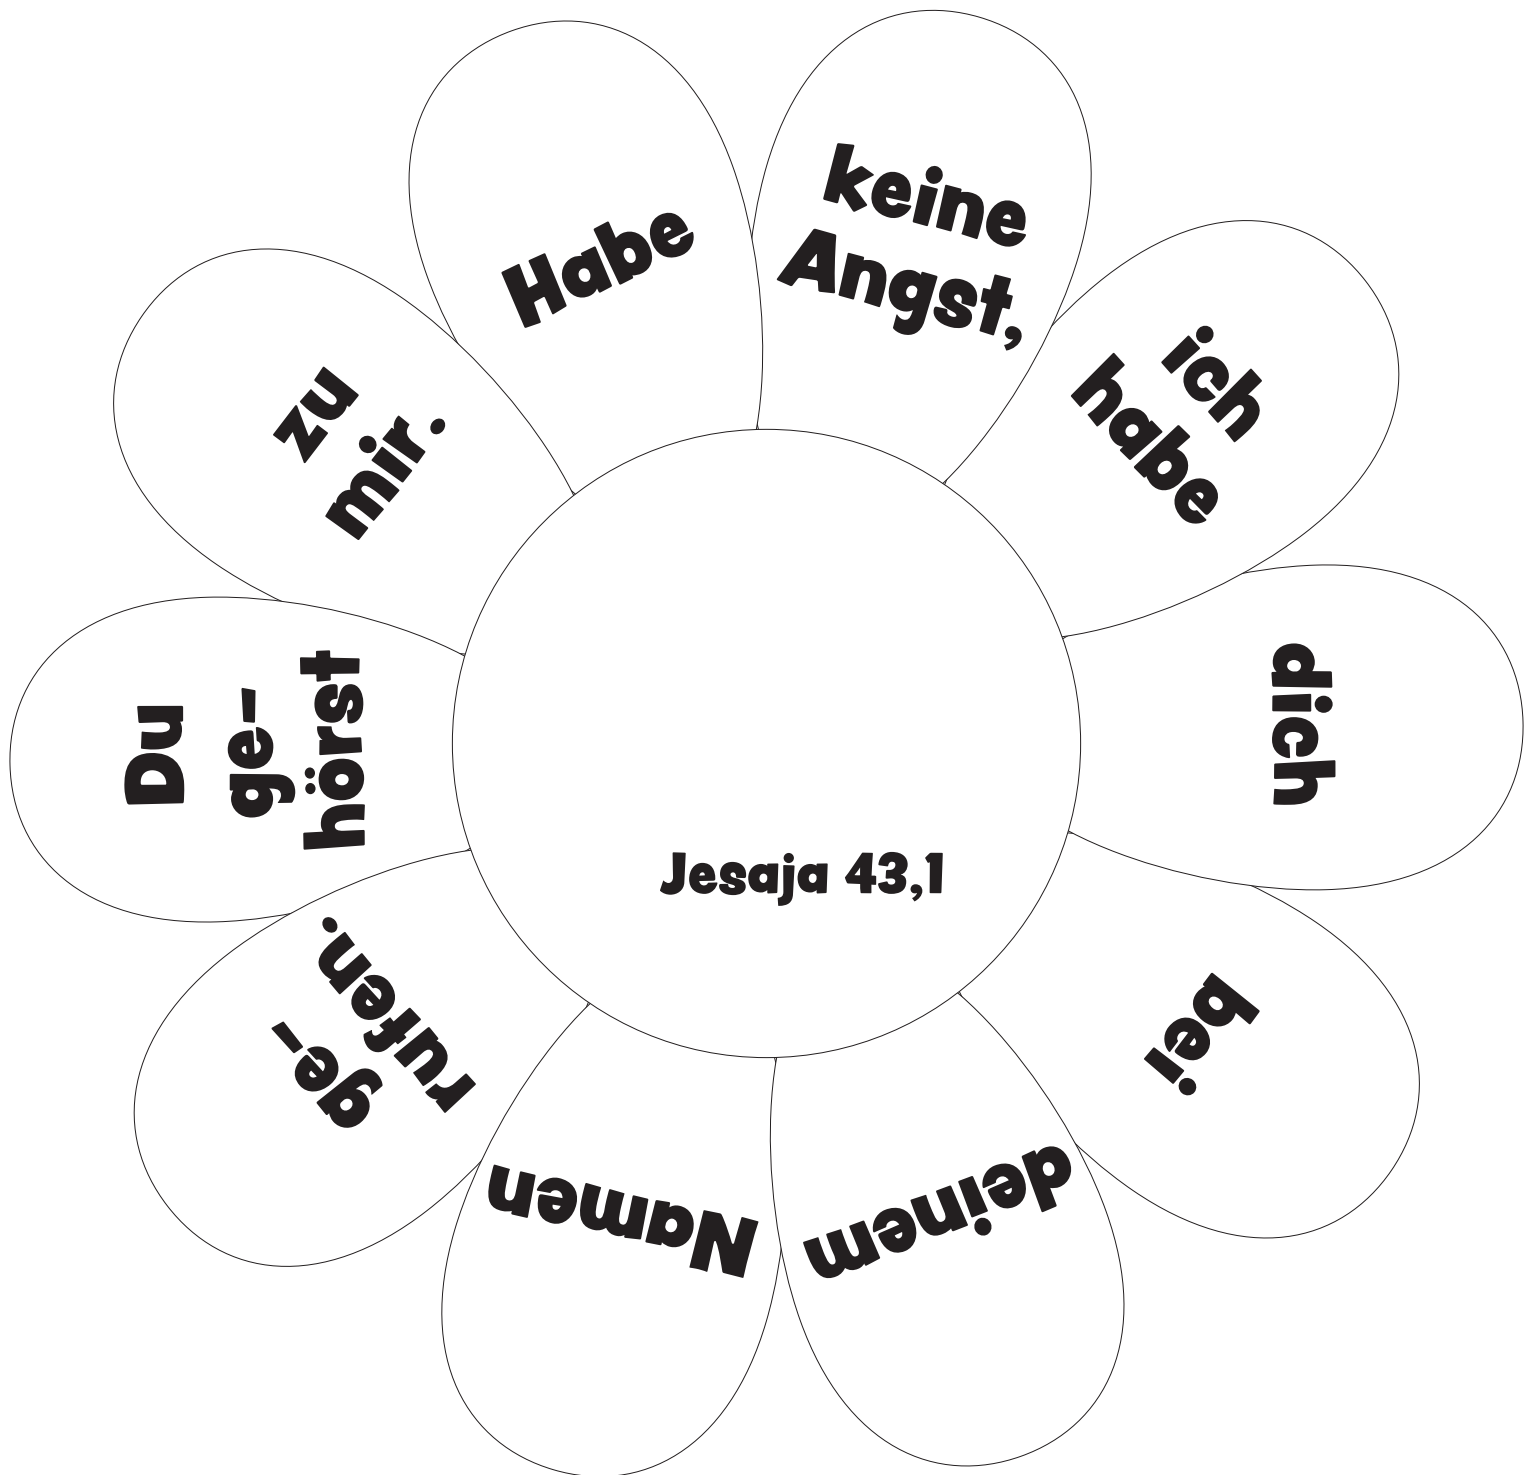 Habe
keine
Angst,
ich
habe
dich
bei
deinem
Namen
ge-
rufen.
Du
ge-
hörst
zu
mir.
Jesaja 43,1